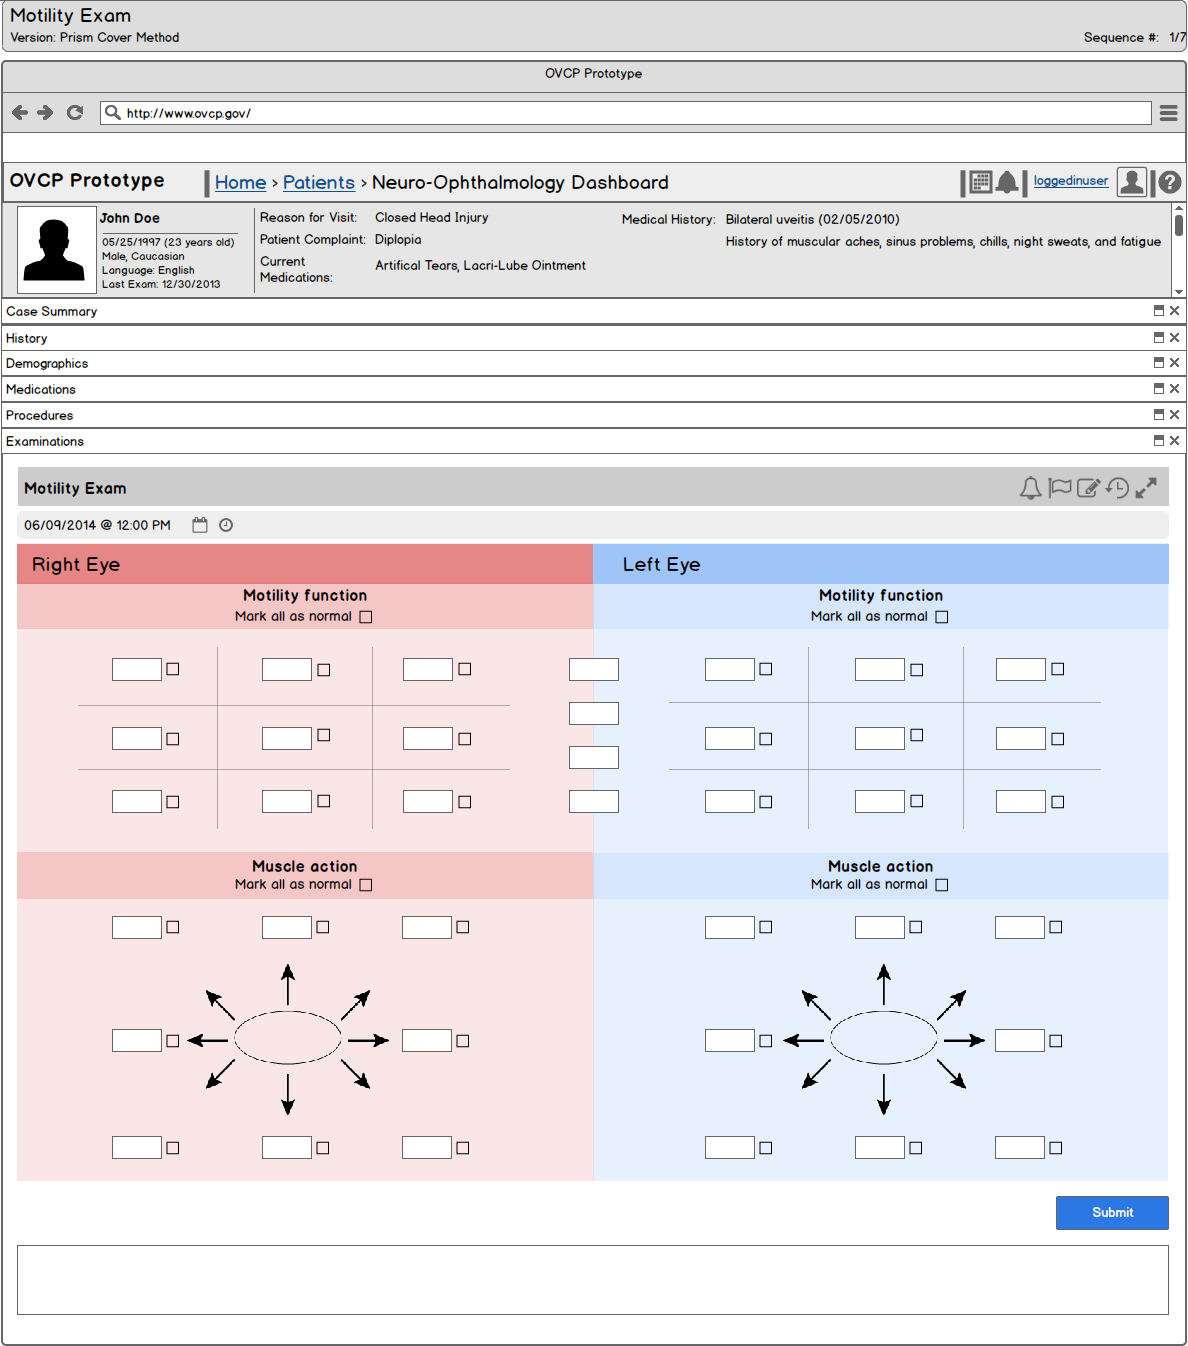 Motility Exam
Version: Prism Cover Method
Sequence #: 1/7
OVCP Prototype
http://www.ovcp.gov/
OVCP Prototype
Home > Patients > Neuro-Ophthalmology Dashboard
loggedinuser
?
John Doe
05/25/1997 (23 years old)
Male, Caucasian
Language: English
Last Exam: 12/30/2013
Reason for Visit: Closed Head Injury
Patient Complaint: Diplopia
Current
Medications: Artifical Tears, Lacri-Lube Ointment
Medical History: Bilateral uveitis (02/05/2010)
History of muscular aches, sinus problems, chills, night sweats, and fatigue
Case Summary
History
Demographics
Medications
Procedures
Examinations
Motility Exam
06/09/2014 @ 12:00 PM
Right Eye
Left Eye
Motility function
Mark all as normal
Motility function
Mark all as normal
Muscle action
Mark all as normal
Muscle action
Mark all as normal
Submit